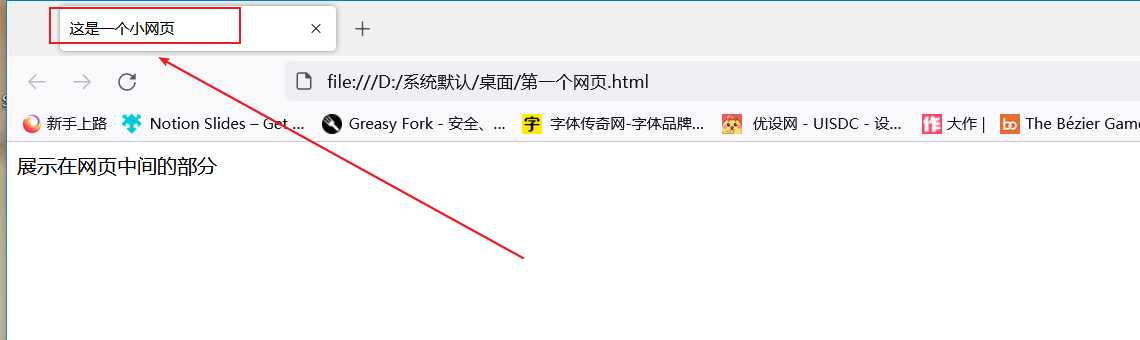 这是一个小网页
file:///D:/系统默认/桌面/第一个网页.html
新手上路 Notion Slides – Get ... Greasy Fork - 安全、... 字 字体传奇网-字体品牌... 优设网 - UISDC - 设... 作 大作 | bo The Bézier Game
展示在网页中间的部分